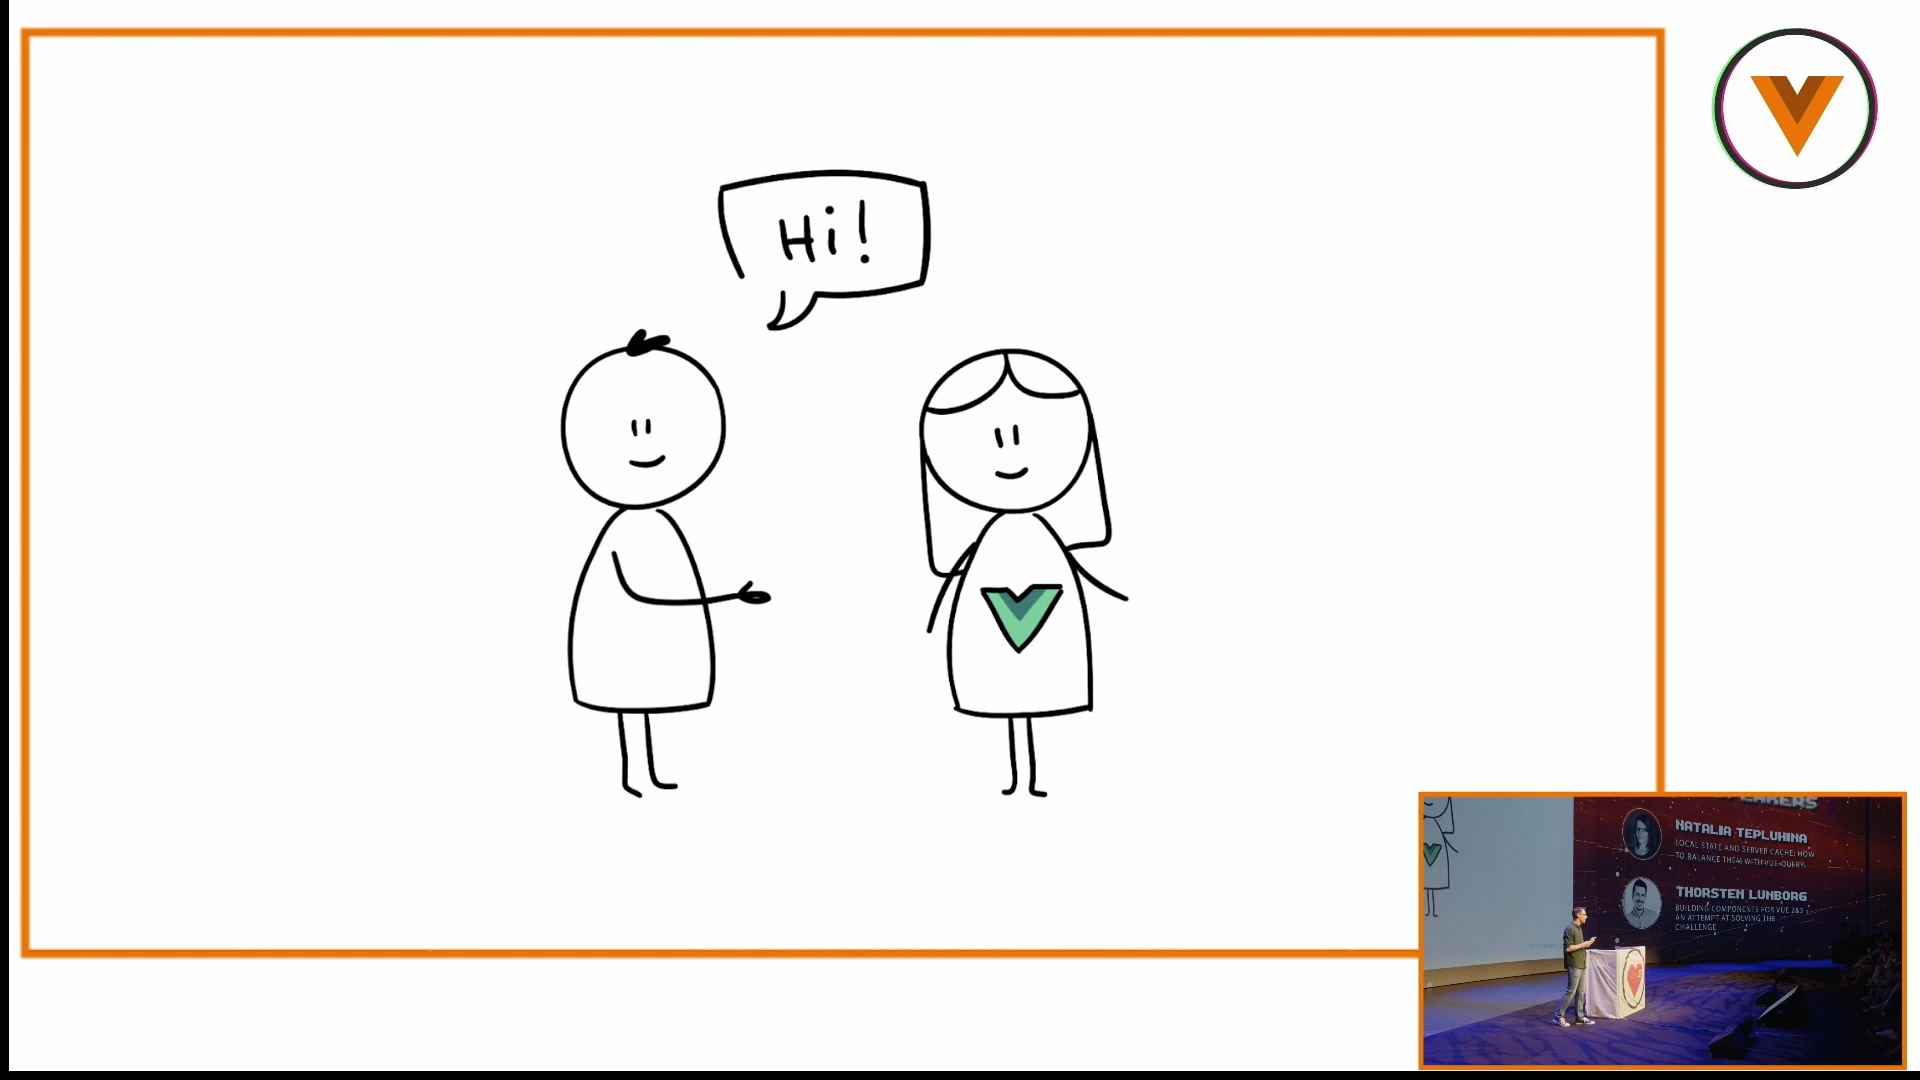 Hi!
SPEAKERS
NATALIA TEPLUHINA
LOCAL STATE AND SERVER CACHE: HOW
TO BALANCE THEM WITH VUE-QUERY
THORSTEN LUNBORG
BUILDING COMPONENTS FOR VUE 2&3 :
AN ATTEMPT AT SOLVING THE
CHALLENGE